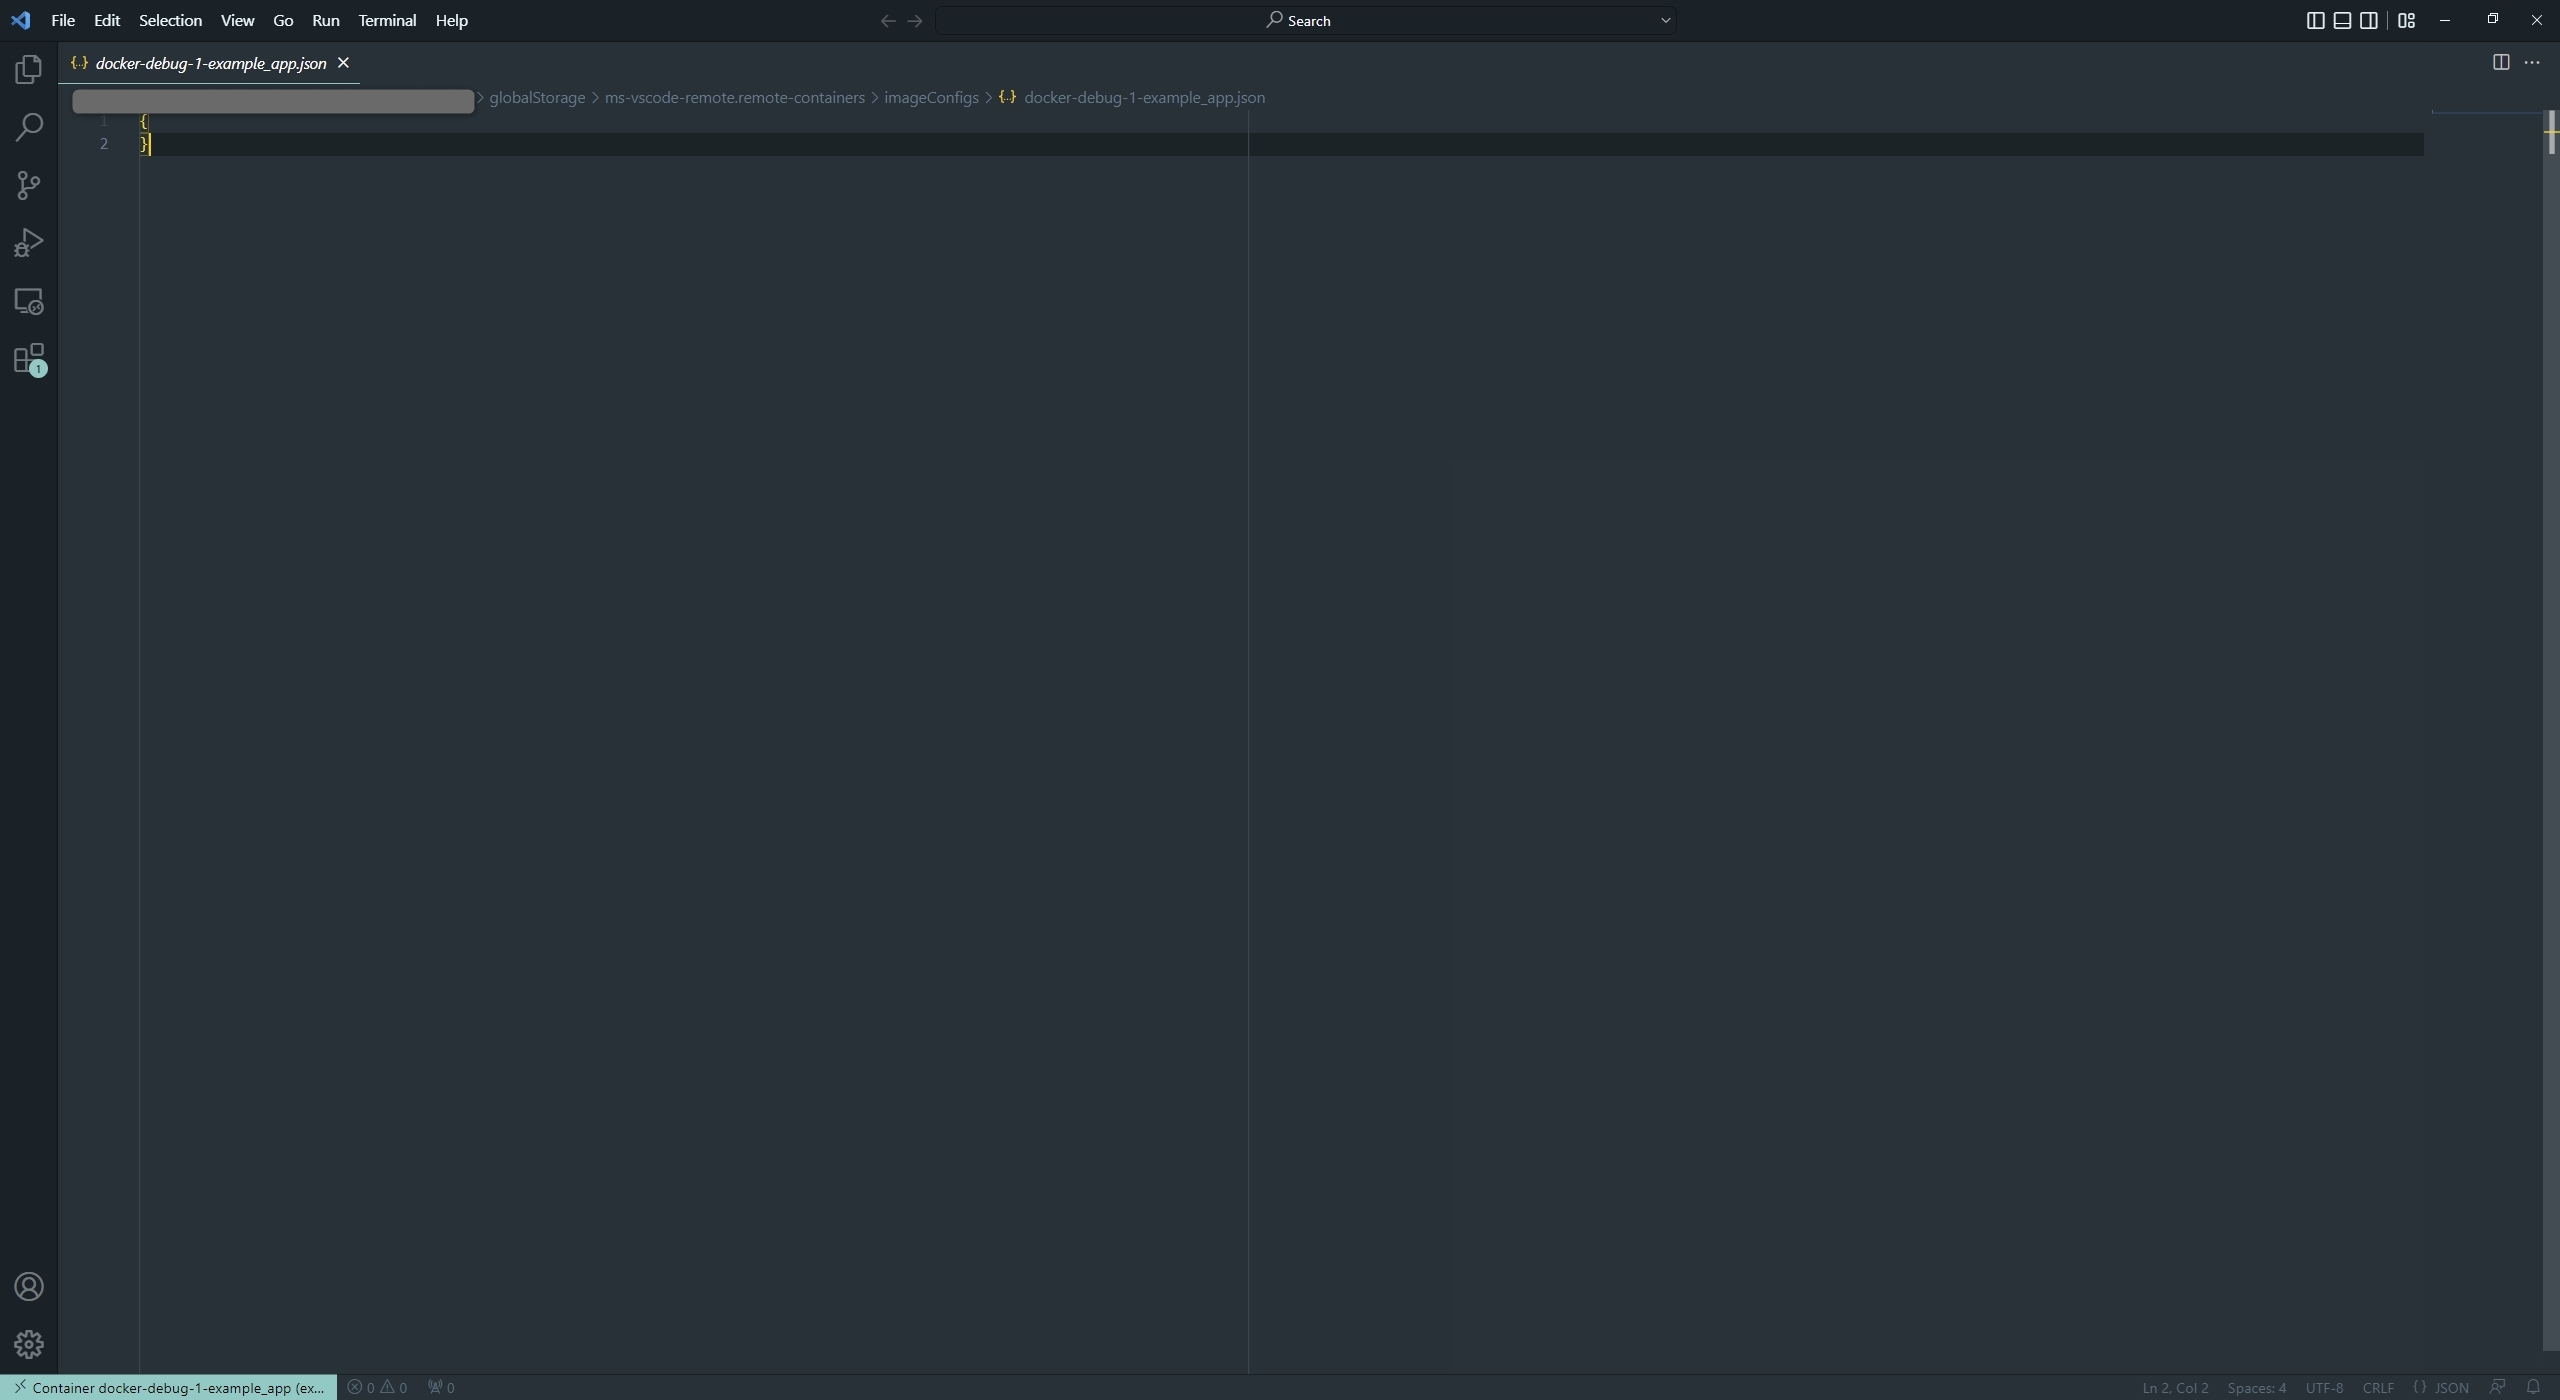 File Edit Selection View Go Run Terminal Help
Search
{..} docker-debug-1-example_app.json
globalStorage > ms-vscode-remote.remote-containers > imageConfigs > {..} docker-debug-1-example_app.json
1 {
2 }
1
Container docker-debug-1-example_app (ex... 0 0 0 Ln 2, Col 2 Spaces: 4 UTF-8 CRLF {} JSON